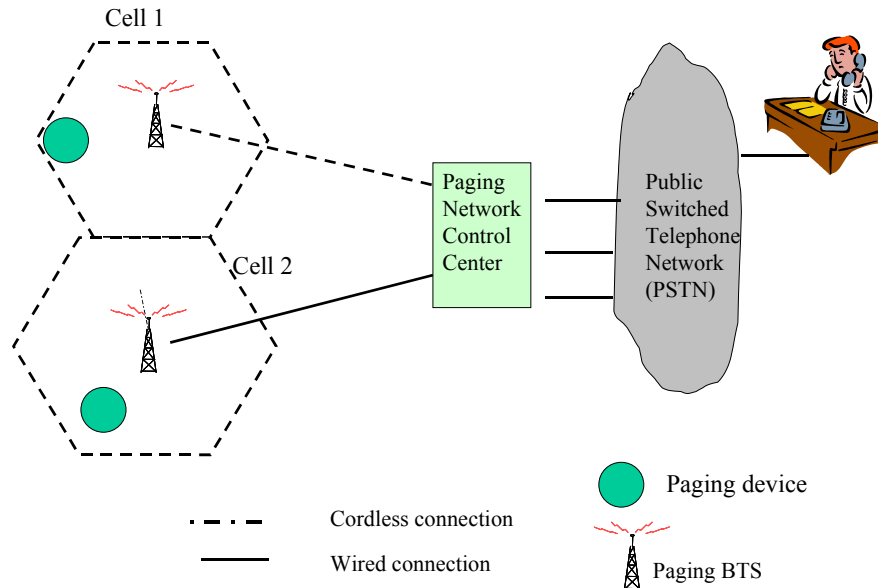 Cell 1
Cell 2
Paging
Network
Control
Center
Public
Switched
Telephone
Network
(PSTN)
Paging device
Cordless connection
Wired connection
Paging BTS